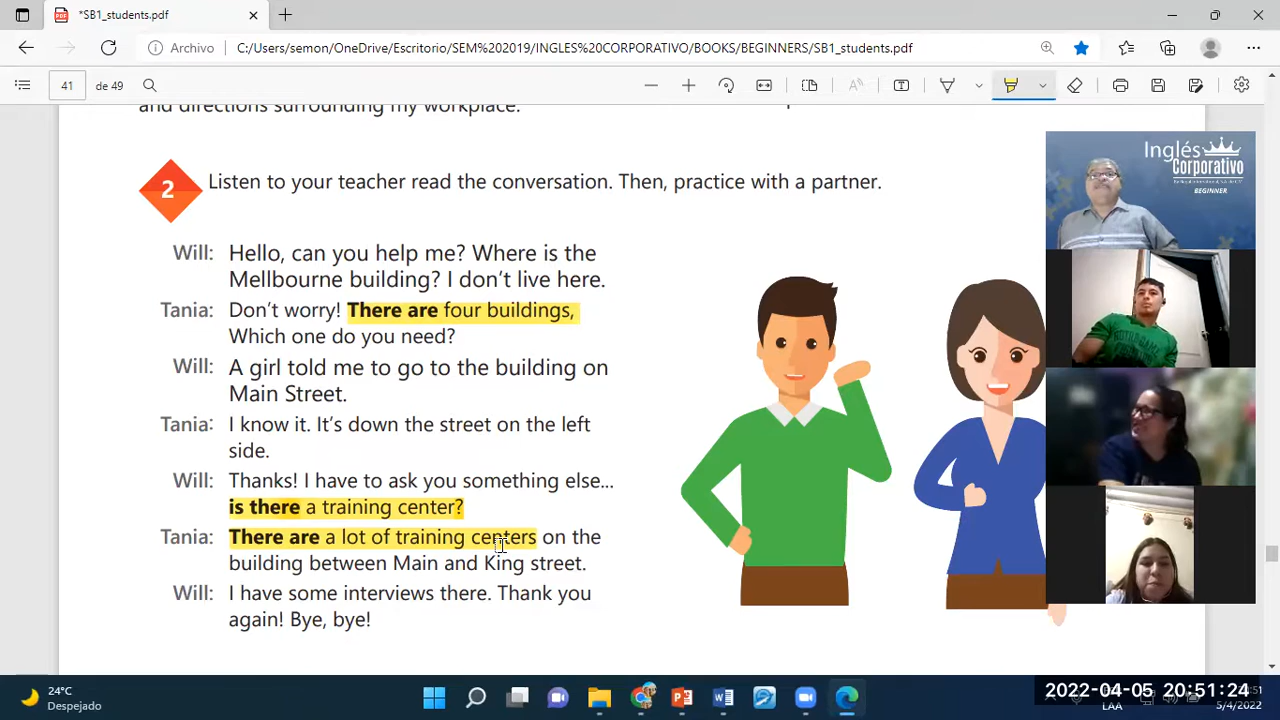 *SB1_students.pdf
Archivo
C:/Users/semon/OneDrive/Escritorio/SEM%202019/INGLES%20CORPORATIVO/BOOKS/BEGINNERS/SB1_students.pdf
41 de 49
and directions surrounding my workplace.
2 Listen to your teacher read the conversation. Then, practice with a partner.
Will: Hello, can you help me? Where is the
Mellbourne building? I don't live here.
Tania: Don't worry! There are four buildings,
Which one do you need?
Will: A girl told me to go to the building on
Main Street.
Tania: I know it. It's down the street on the left
side.
Will: Thanks! I have to ask you something else...
is there a training center?
Tania: There are a lot of training centers on the
building between Main and King street.
Will: I have some interviews there. Thank you
again! Bye, bye!
Inglés
Corporativo
BEGINNER
24°C
Despejado
2022-04-05 20:51:24
LAA
5/4/2022